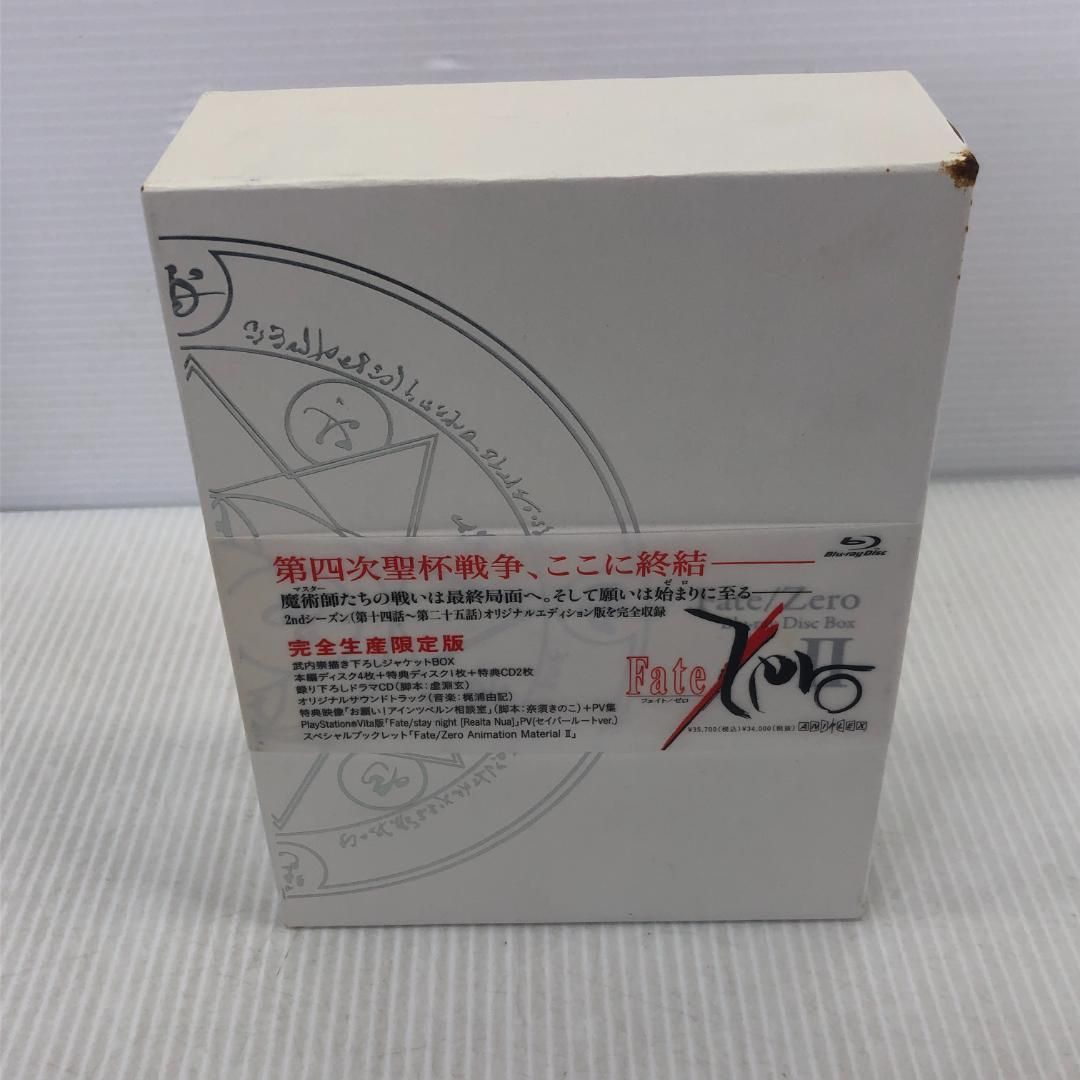 Blu-ray Disc
第四次聖杯戦争、ここに終結―
マスター
ゼロ
魔術師たちの戦いは最終局面へ。そして願いは始まりに至る―
2ndシーズン(第十四話〜第二十五話)オリジナルエディション版を完全収録
Fate/Zero
Blu-ray Disc Box
II
完全生産限定版
武内崇描き下ろしジャケットBOX
本編ディスク4枚+特典ディスク1枚+特典CD2枚
録り下ろしドラマCD(脚本:虚淵玄)
オリジナルサウンドトラック(音楽:梶浦由記)
特典映像「お願い!アインツベルン相談室」(脚本:奈須きのこ)+PV集
PlayStation®Vita版「Fate/stay night [Realta Nua]」PV(セイバールートver.)
スペシャルブックレット「Fate/Zero Animation Material Ⅱ」
Fate Zero
フェイト/ゼロ
¥35,700(税込)¥34,000(税抜) ANIPLEX